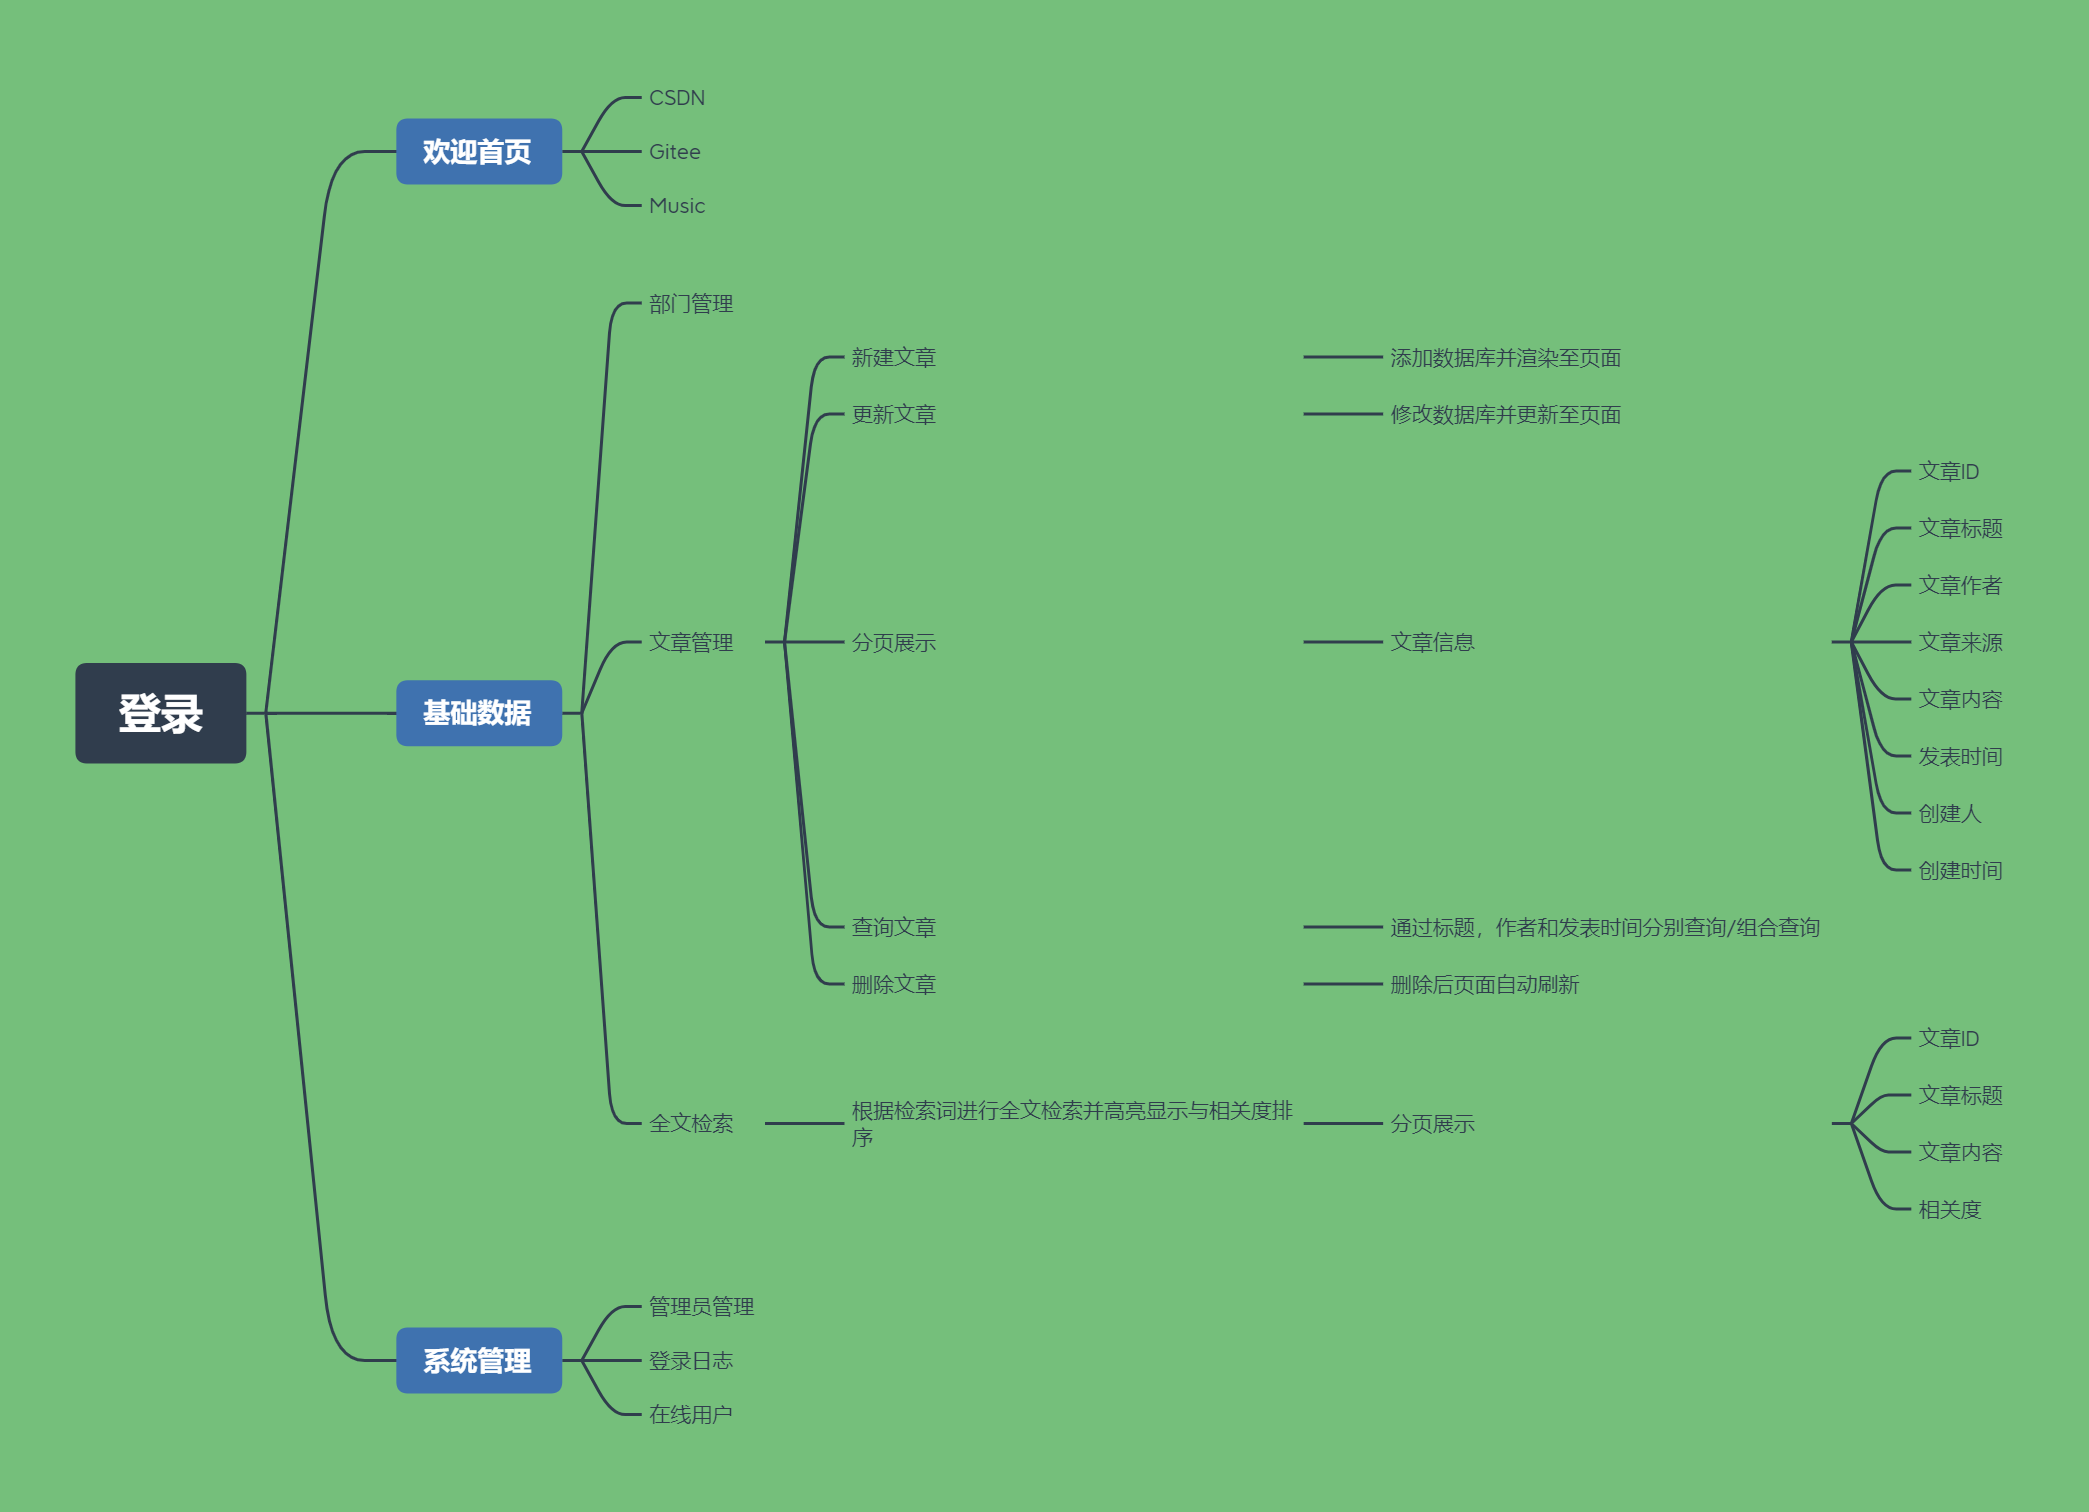 登录
欢迎首页
CSDN
Gitee
Music
基础数据
部门管理
文章管理
新建文章
添加数据库并渲染至页面
更新文章
修改数据库并更新至页面
分页展示
文章信息
文章ID
文章标题
文章作者
文章来源
文章内容
发表时间
创建人
创建时间
查询文章
通过标题，作者和发表时间分别查询/组合查询
删除文章
删除后页面自动刷新
全文检索
根据检索词进行全文检索并高亮显示与相关度排
序
分页展示
文章ID
文章标题
文章内容
相关度
系统管理
管理员管理
登录日志
在线用户